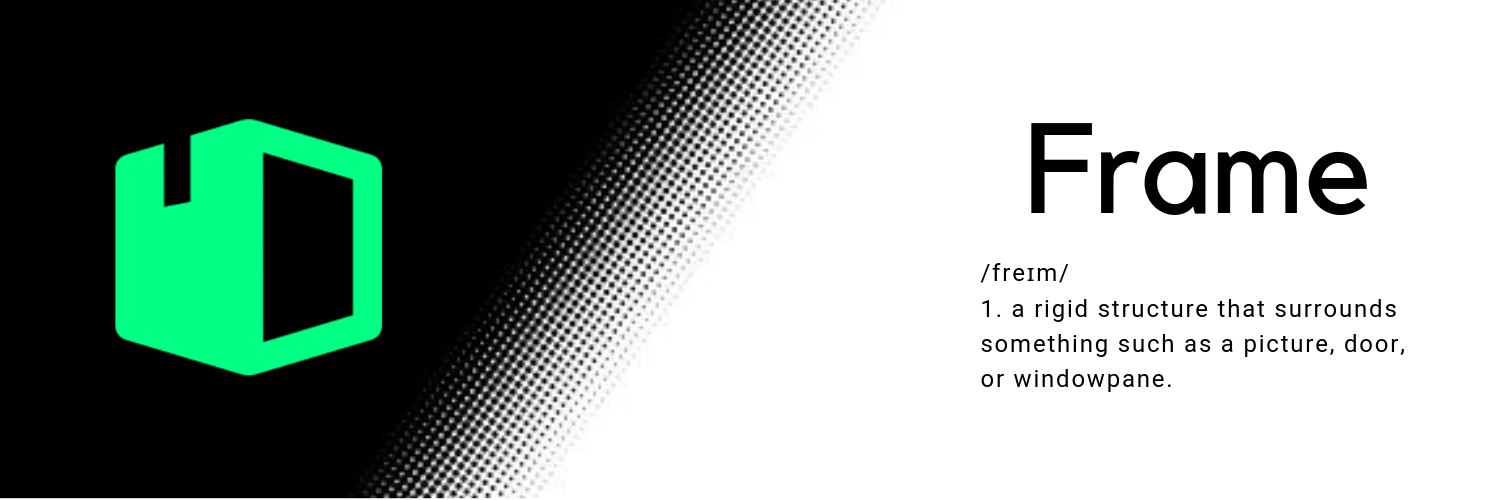 Frame
/freɪm/
1. a rigid structure that surrounds
something such as a picture, door,
or windowpane.